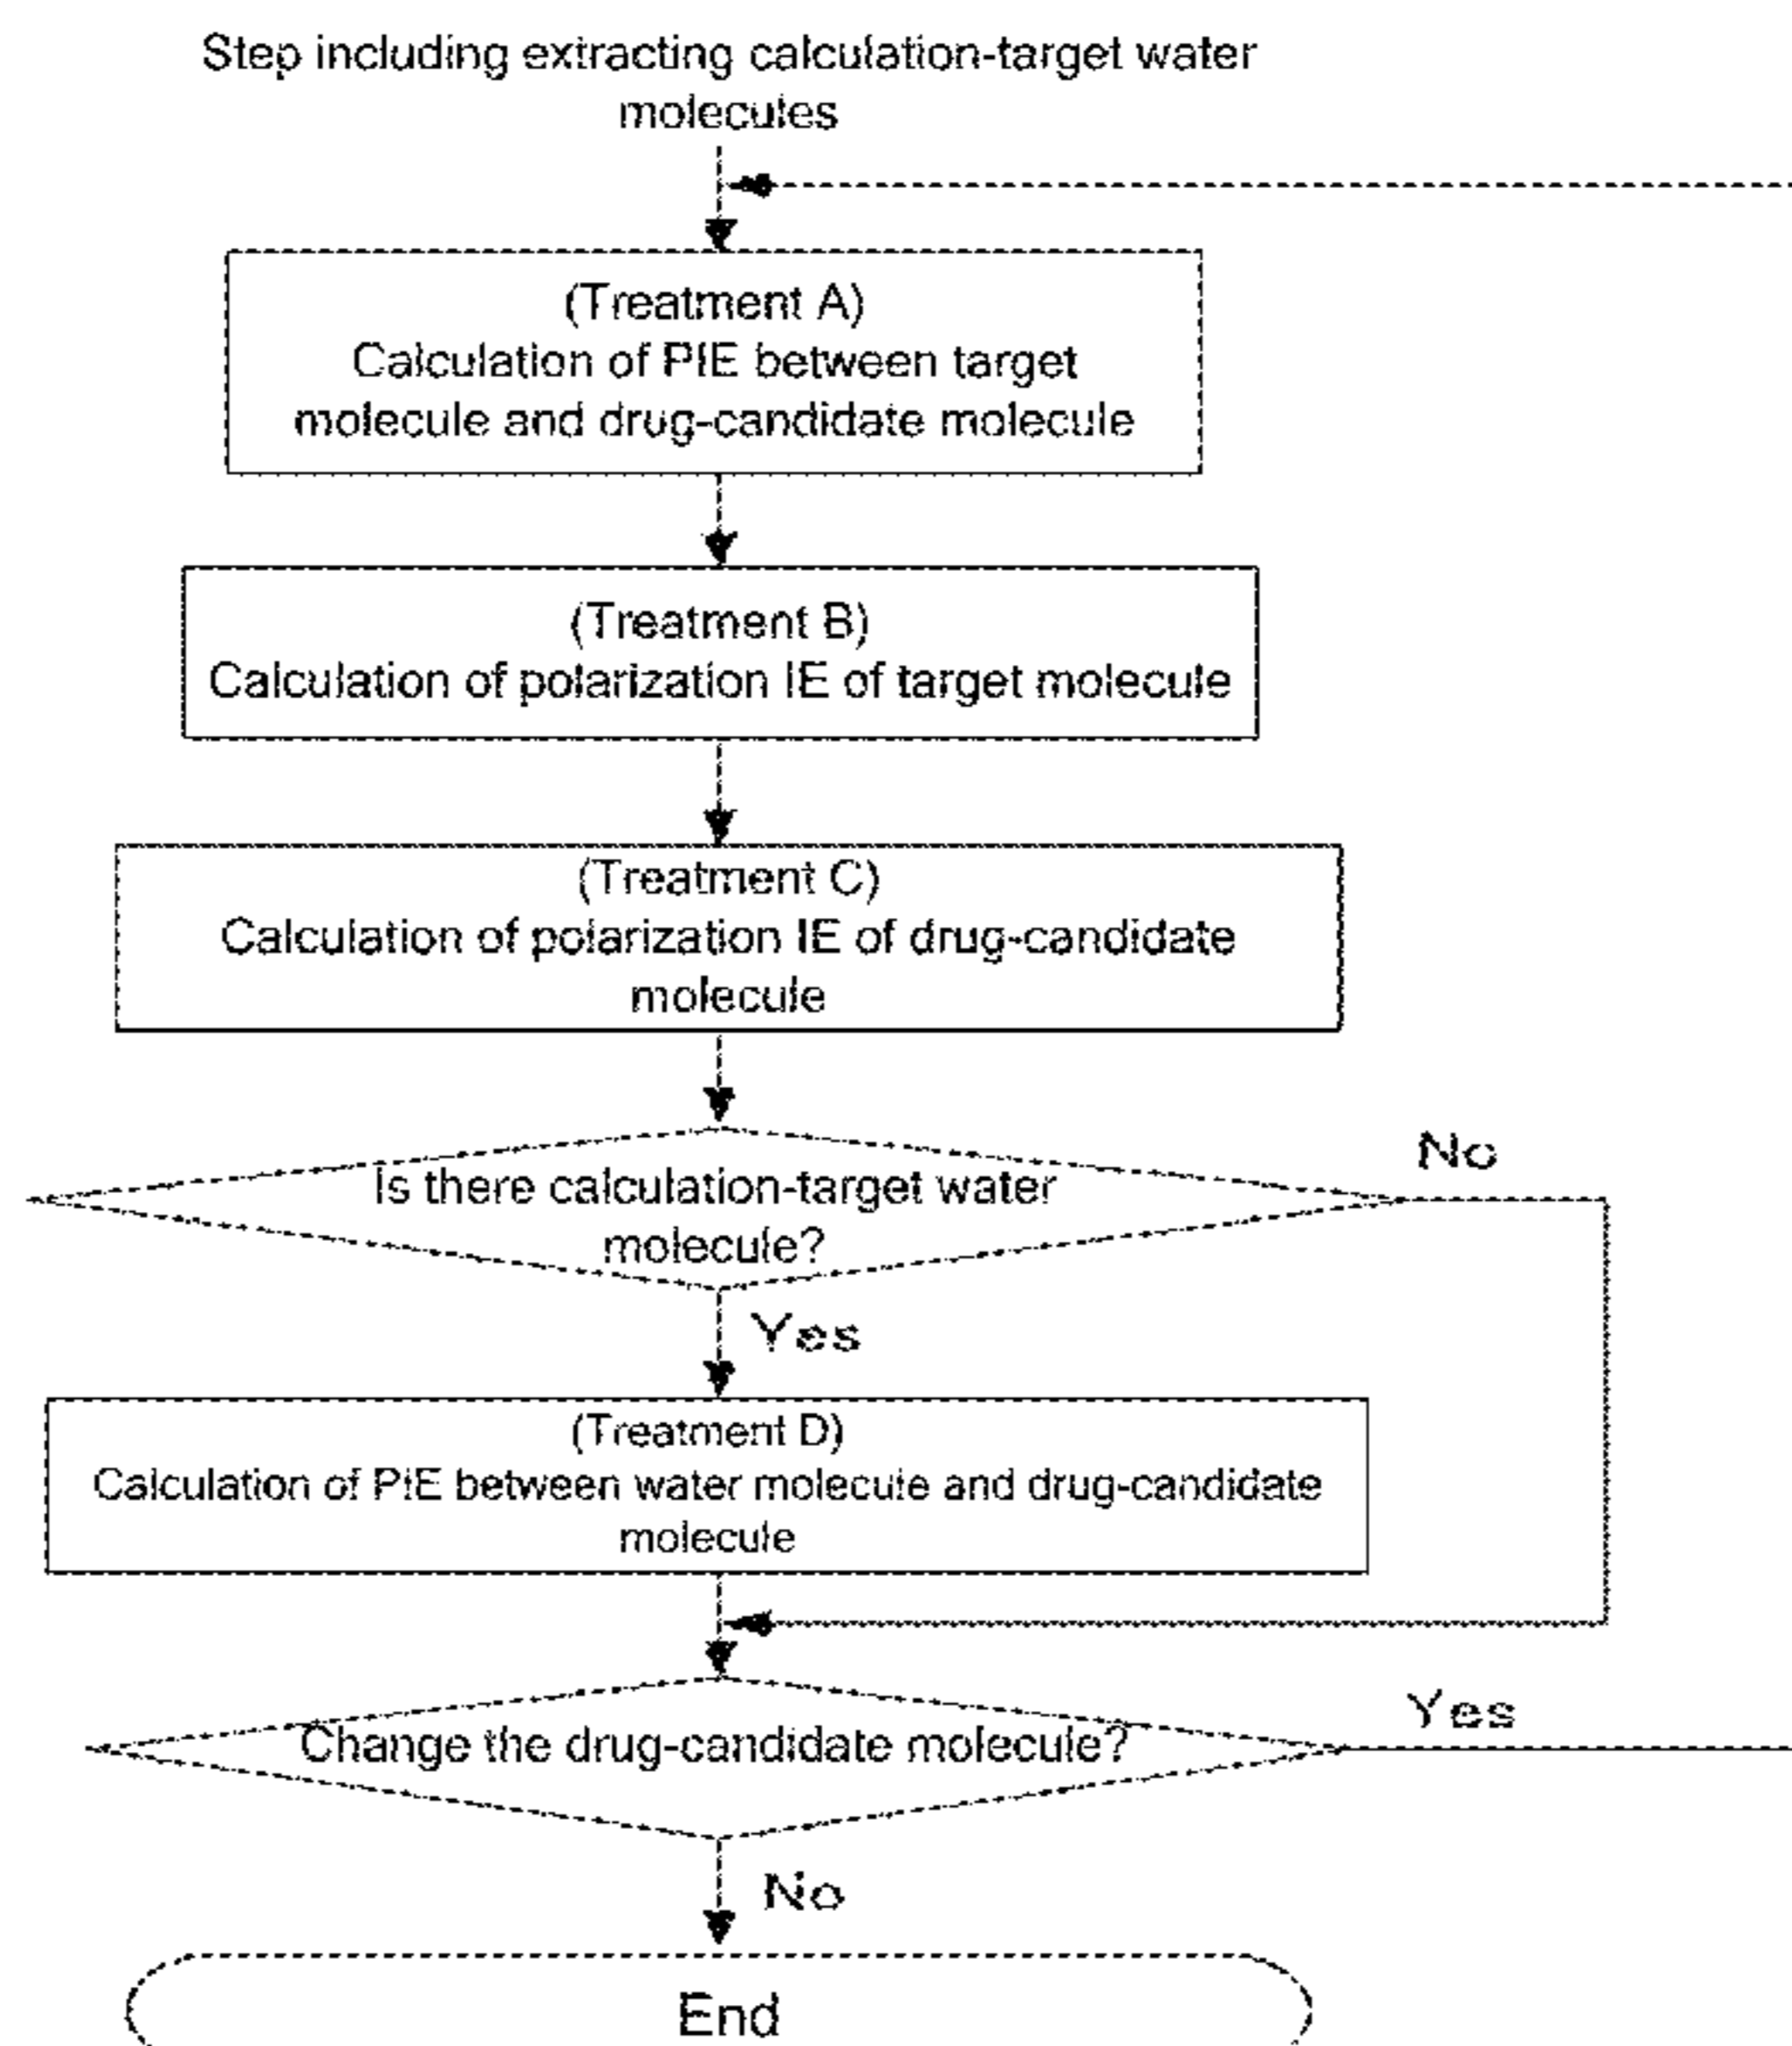 Step including extracting calculation-target water
molecules
(Treatment A)
Calculation of PIE between target
molecule and drug-candidate molecule
(Treatment B)
Calculation of polarization IE of target molecule
(Treatment C)
Calculation of polarization IE of drug-candidate
molecule
No
Is there calculation-target water
molecule?
Yes
(Treatment D)
Calculation of PIE between water molecule and drug-candidate
molecule
Yes
Change the drug-candidate molecule?
No
End